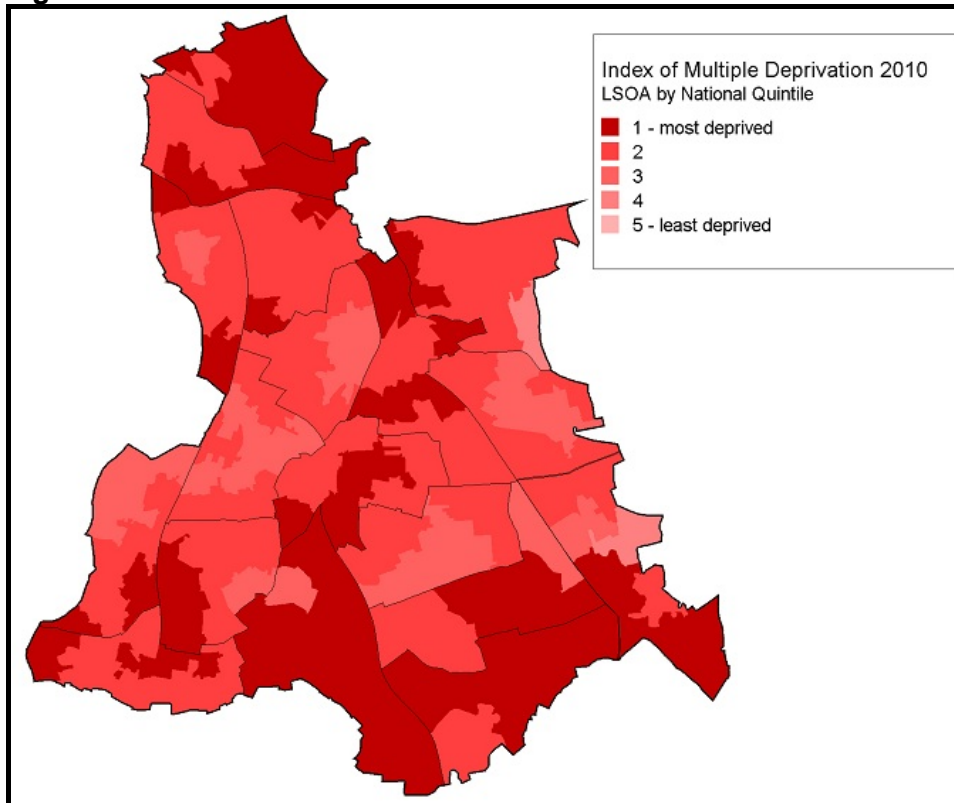 Index of Multiple Deprivation 2010
LSOA by National Quintile
1 - most deprived
2
3
4
5 - least deprived